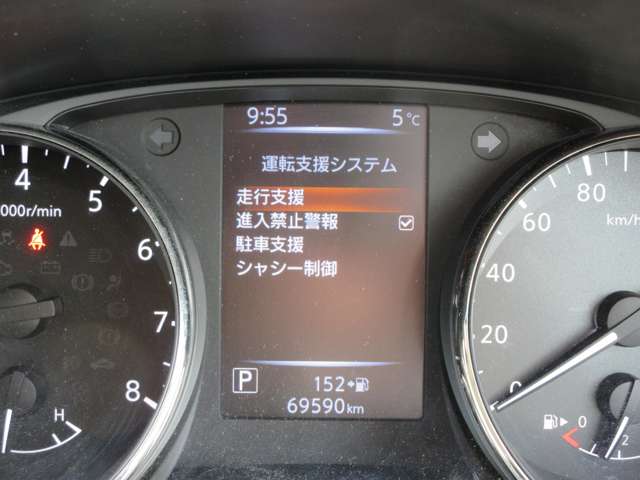 9:55 5°C
運転支援システム
走行支援
進入禁止警報
駐車支援
シャシー制御
P 152
69590km
4
5
6
7
8
000r/min
H
80
60
40
20
0
km/h
0